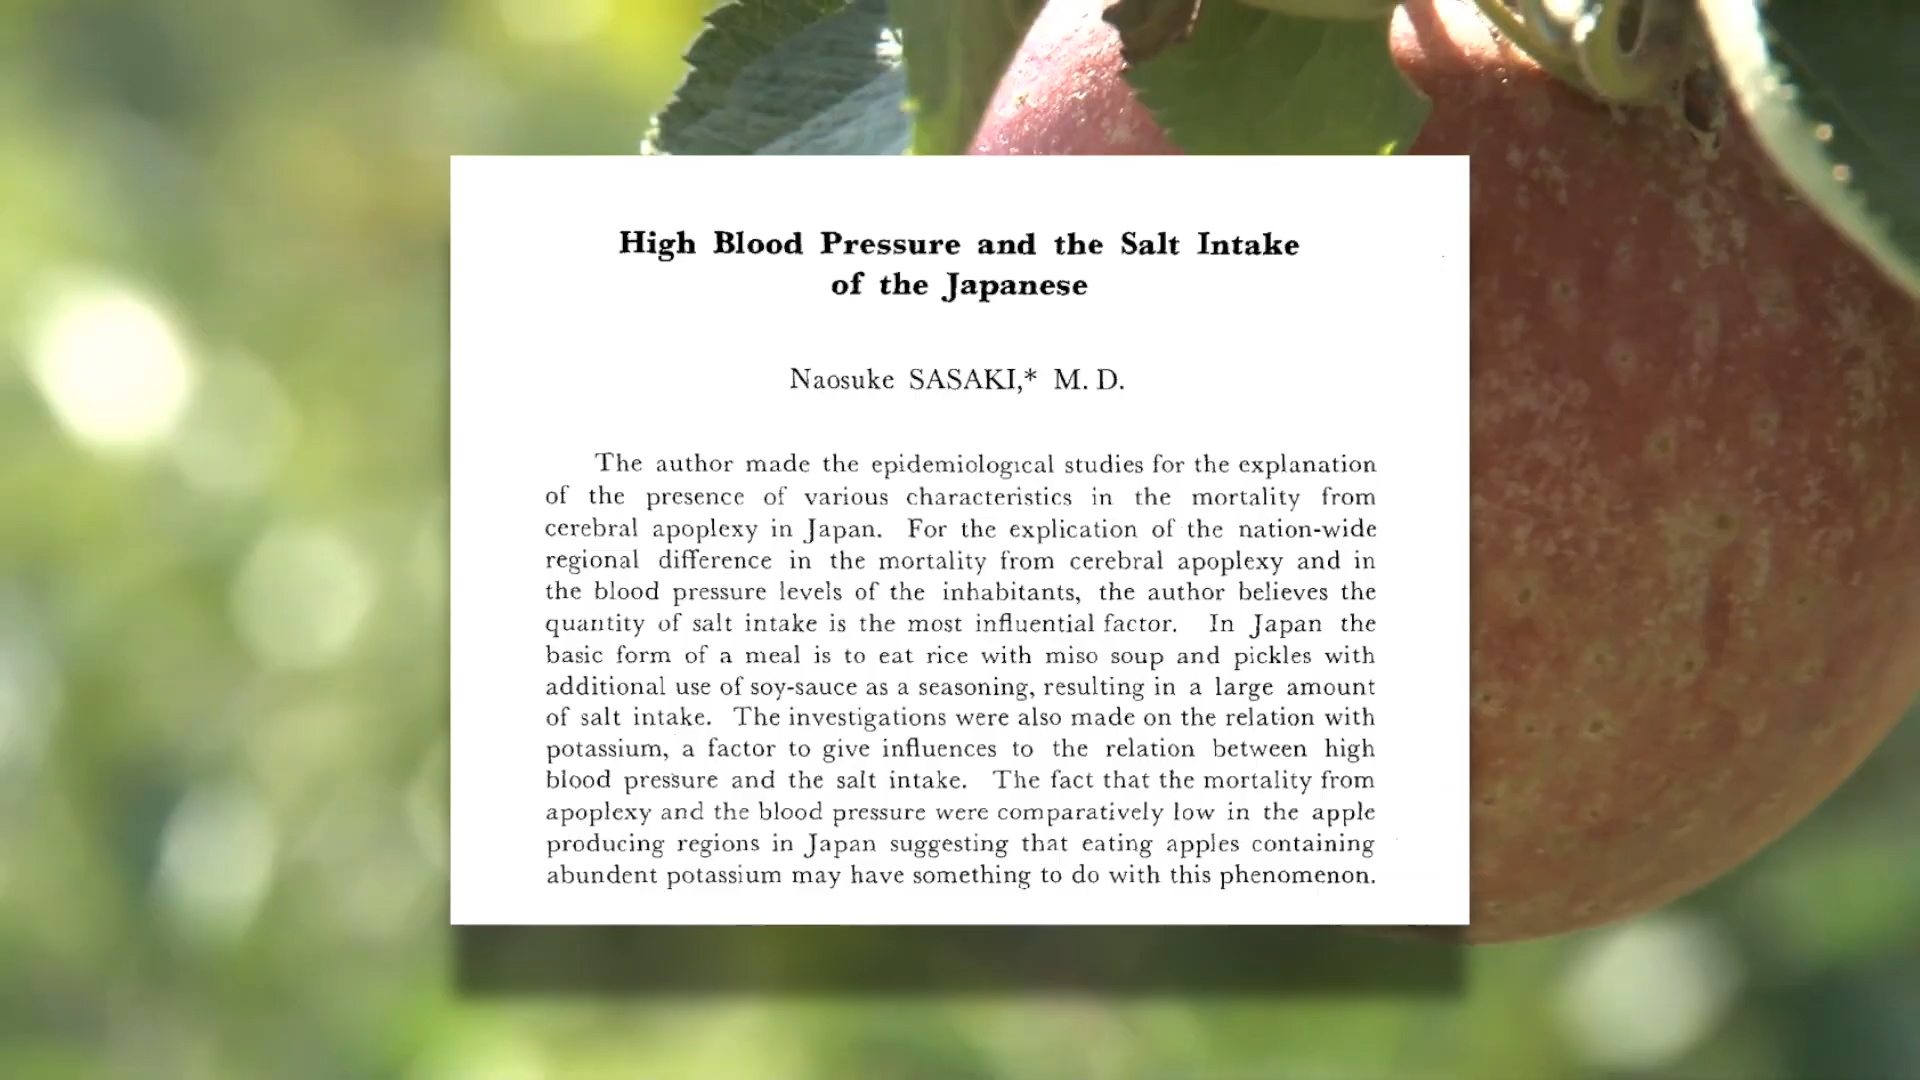 High Blood Pressure and the Salt Intake
of the Japanese
Naosuke SASAKI,* M. D.
The author made the epidemiological studies for the explanation
of the presence of various characteristics in the mortality from
cerebral apoplexy in Japan. For the explication of the nation-wide
regional difference in the mortality from cerebral apoplexy and in
the blood pressure levels of the inhabitants, the author believes the
quantity of salt intake is the most influential factor. In Japan the
basic form of a meal is to eat rice with miso soup and pickles with
additional use of soy-sauce as a seasoning, resulting in a large amount
of salt intake. The investigations were also made on the relation with
potassium, a factor to give influences to the relation between high
blood pressure and the salt intake. The fact that the mortality from
apoplexy and the blood pressure were comparatively low in the apple
producing regions in Japan suggesting that eating apples containing
abundent potassium may have something to do with this phenomenon.